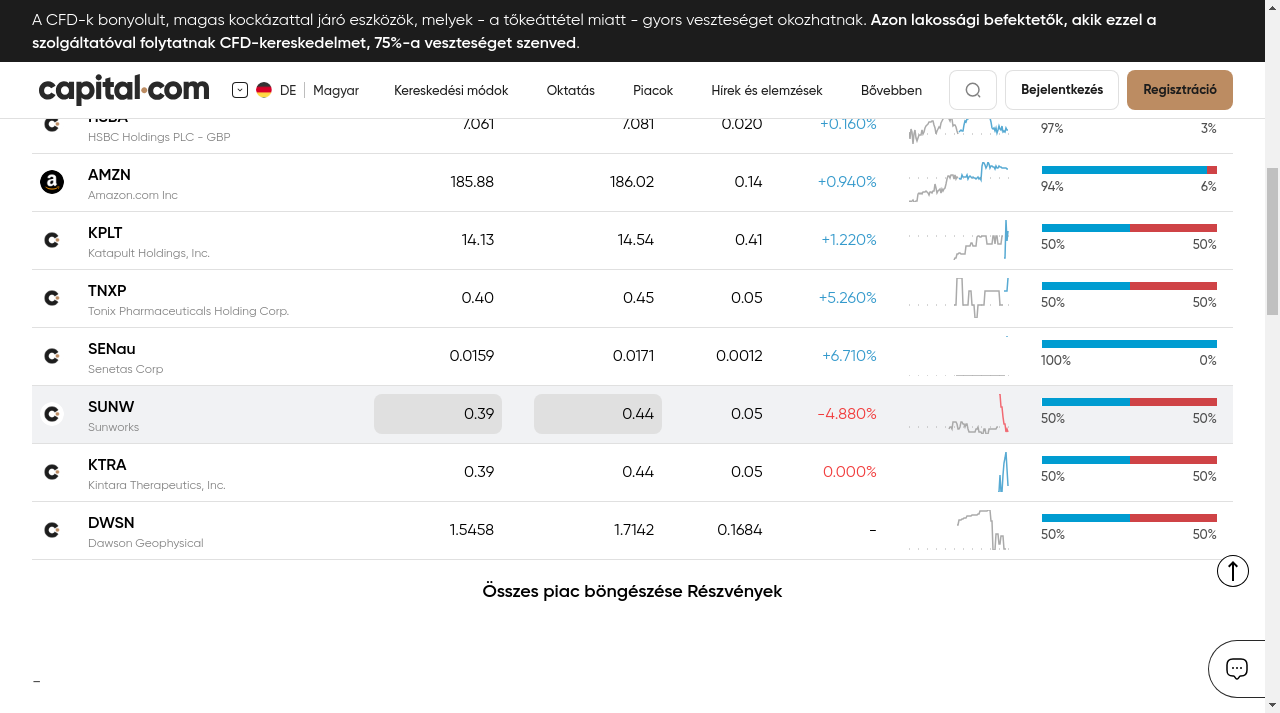 A CFD-k bonyolult, magas kockázattal járó eszközök, melyek - a tőkeáttétel miatt - gyors veszteséget okozhatnak. Azon lakossági befektetők, akik ezzel a
szolgáltatóval folytatnak CFD-kereskedelmet, 75%-a veszteséget szenved.
capital·com DE Magyar Kereskedési módok Oktatás Piacok Hírek és elemzések Bővebben Bejelentkezés Regisztráció
HSBA 7.061 7.081 0.020 +0.160% 97% 3%
HSBC Holdings PLC - GBP
AMZN 185.88 186.02 0.14 +0.940% 94% 6%
Amazon.com Inc
KPLT 14.13 14.54 0.41 +1.220% 50% 50%
Katapult Holdings, Inc.
TNXP 0.40 0.45 0.05 +5.260% 50% 50%
Tonix Pharmaceuticals Holding Corp.
SENau 0.0159 0.0171 0.0012 +6.710% 100% 0%
Senetas Corp
SUNW 0.39 0.44 0.05 -4.880% 50% 50%
Sunworks
KTRA 0.39 0.44 0.05 0.000% 50% 50%
Kintara Therapeutics, Inc.
DWSN 1.5458 1.7142 0.1684 - 50% 50%
Dawson Geophysical
Összes piac böngészése Részvények
–